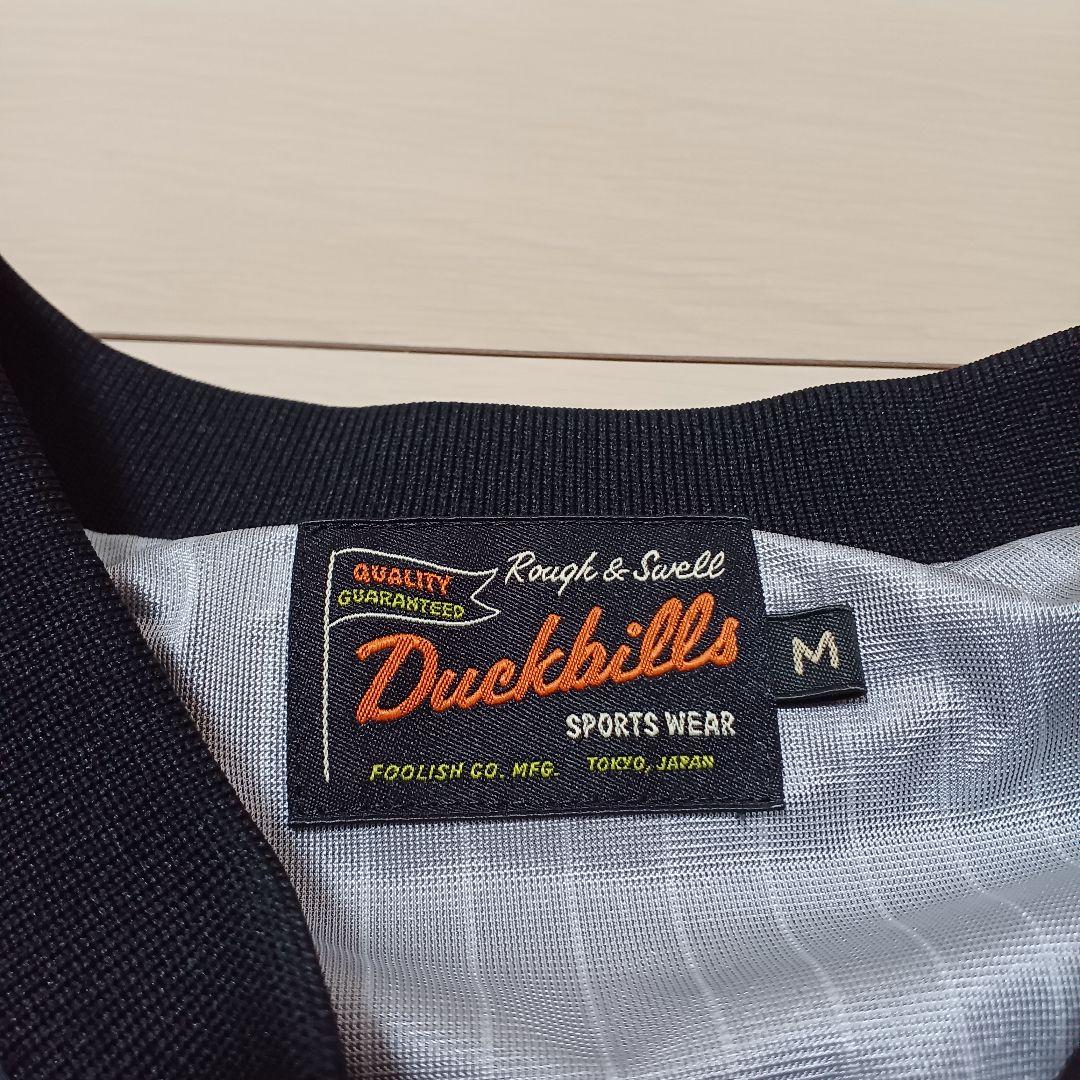 QUALITY
GUARANTEED
Rough & Swell
Duckbills
SPORTS WEAR
FOOLISH CO. MFG. TOKYO, JAPAN
M